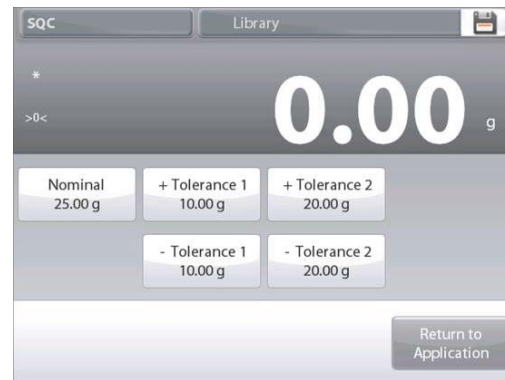 SQC
Library
*
>0<
0.00 g
Nominal
25.00 g
+ Tolerance 1
10.00 g
+ Tolerance 2
20.00 g
- Tolerance 1
10.00 g
- Tolerance 2
20.00 g
Return to
Application